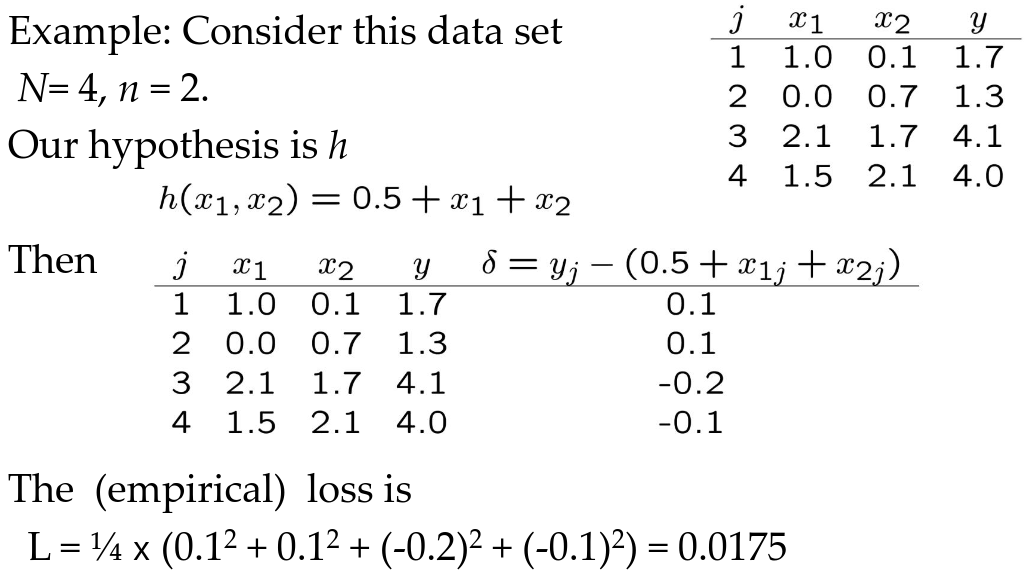 Example: Consider this data set
N= 4, n = 2.
Our hypothesis is h
h(x₁, x₂) = 0.5 + x₁ + x₂
j x₁ x₂ y
1 1.0 0.1 1.7
2 0.0 0.7 1.3
3 2.1 1.7 4.1
4 1.5 2.1 4.0
Then
j x₁ x₂ y δ = yⱼ − (0.5 + x₁ⱼ + x₂ⱼ)
1 1.0 0.1 1.7 0.1
2 0.0 0.7 1.3 0.1
3 2.1 1.7 4.1 -0.2
4 1.5 2.1 4.0 -0.1
The (empirical) loss is
L = ¼ x (0.1² + 0.1² + (-0.2)² + (-0.1)²) = 0.0175